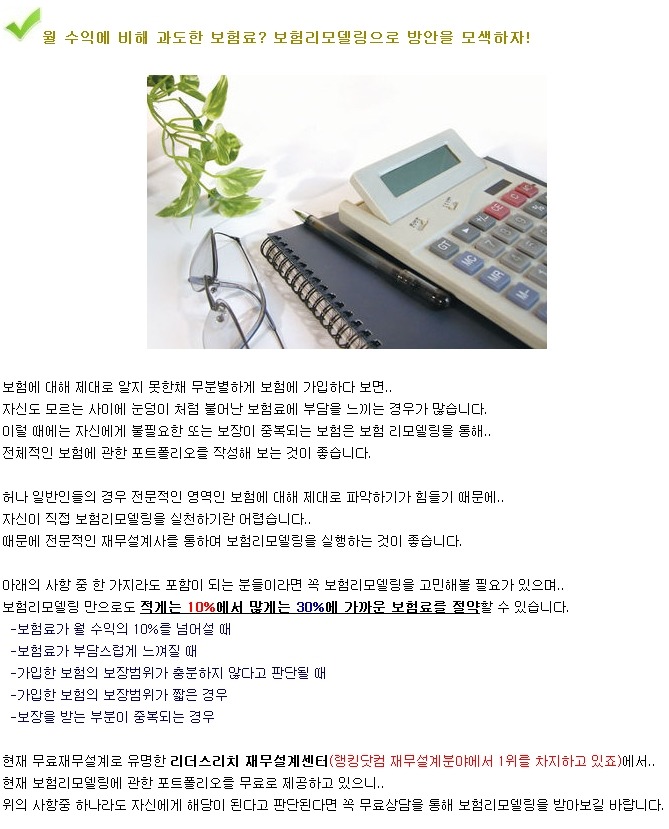 월 수익에 비해 과도한 보험료? 보험리모델링으로 방안을 모색하자!
GT
MC
MR
M-
CE
C
보험에 대해 제대로 알지 못한채 무분별하게 보험에 가입하다 보면..
자신도 모르는 사이에 눈덩이 처럼 불어난 보험료에 부담을 느끼는 경우가 많습니다.
이럴 때에는 자신에게 불필요한 또는 보장이 중복되는 보험은 보험 리모델링을 통해..
전체적인 보험에 관한 포트폴리오를 작성해 보는 것이 좋습니다.
허나 일반인들의 경우 전문적인 영역인 보험에 대해 제대로 파악하기가 힘들기 때문에..
자신이 직접 보험리모델링을 실천하기란 어렵습니다..
때문에 전문적인 재무설계사를 통하여 보험리모델링을 실행하는 것이 좋습니다.
아래의 사항 중 한 가지라도 포함이 되는 분들이라면 꼭 보험리모델링을 고민해볼 필요가 있으며..
보험리모델링 만으로도 적게는 10%에서 많게는 30%에 가까운 보험료를 절약할 수 있습니다.
-보험료가 월 수익의 10%를 넘어설 때
-보험료가 부담스럽게 느껴질 때
-가입한 보험의 보장범위가 충분하지 않다고 판단될 때
-가입한 보험의 보장범위가 짧은 경우
-보장을 받는 부분이 중복되는 경우
현재 무료재무설계로 유명한 리더스리치 재무설계센터(랭킹닷컴 재무설계분야에서 1위를 차지하고 있죠)에서..
현재 보험리모델링에 관한 포트폴리오를 무료로 제공하고 있으니..
위의 사항중 하나라도 자신에게 해당이 된다고 판단된다면 꼭 무료상담을 통해 보험리모델링을 받아보길 바랍니다.